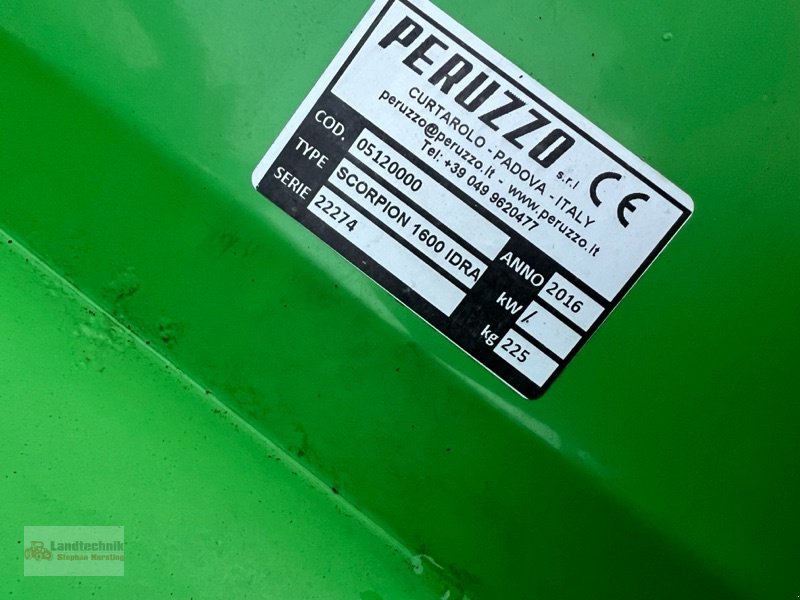 PERUZZO s.r.l
CURTAROLO - PADOVA - ITALY
peruzzo@peruzzo.it - www.peruzzo.it
Tel: +39 049 9620477
CE
COD. 05120000
TYPE SCORPION 1600 IDRA
SERIE 22274
ANNO 2016
kW /.
kg 225
Landtechnik
Stephan Kersting